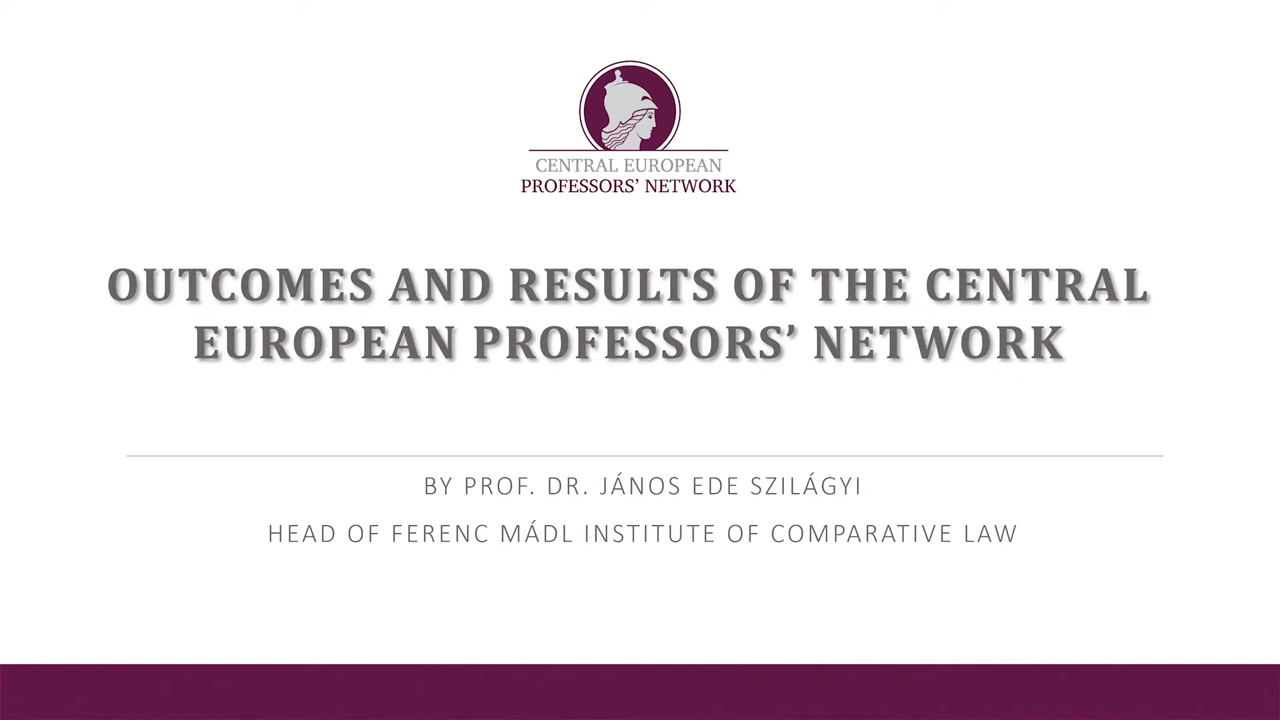 CENTRAL EUROPEAN
PROFESSORS’ NETWORK
OUTCOMES AND RESULTS OF THE CENTRAL
EUROPEAN PROFESSORS’ NETWORK
BY PROF. DR. JÁNOS EDE SZILÁGYI
HEAD OF FERENC MÁDL INSTITUTE OF COMPARATIVE LAW